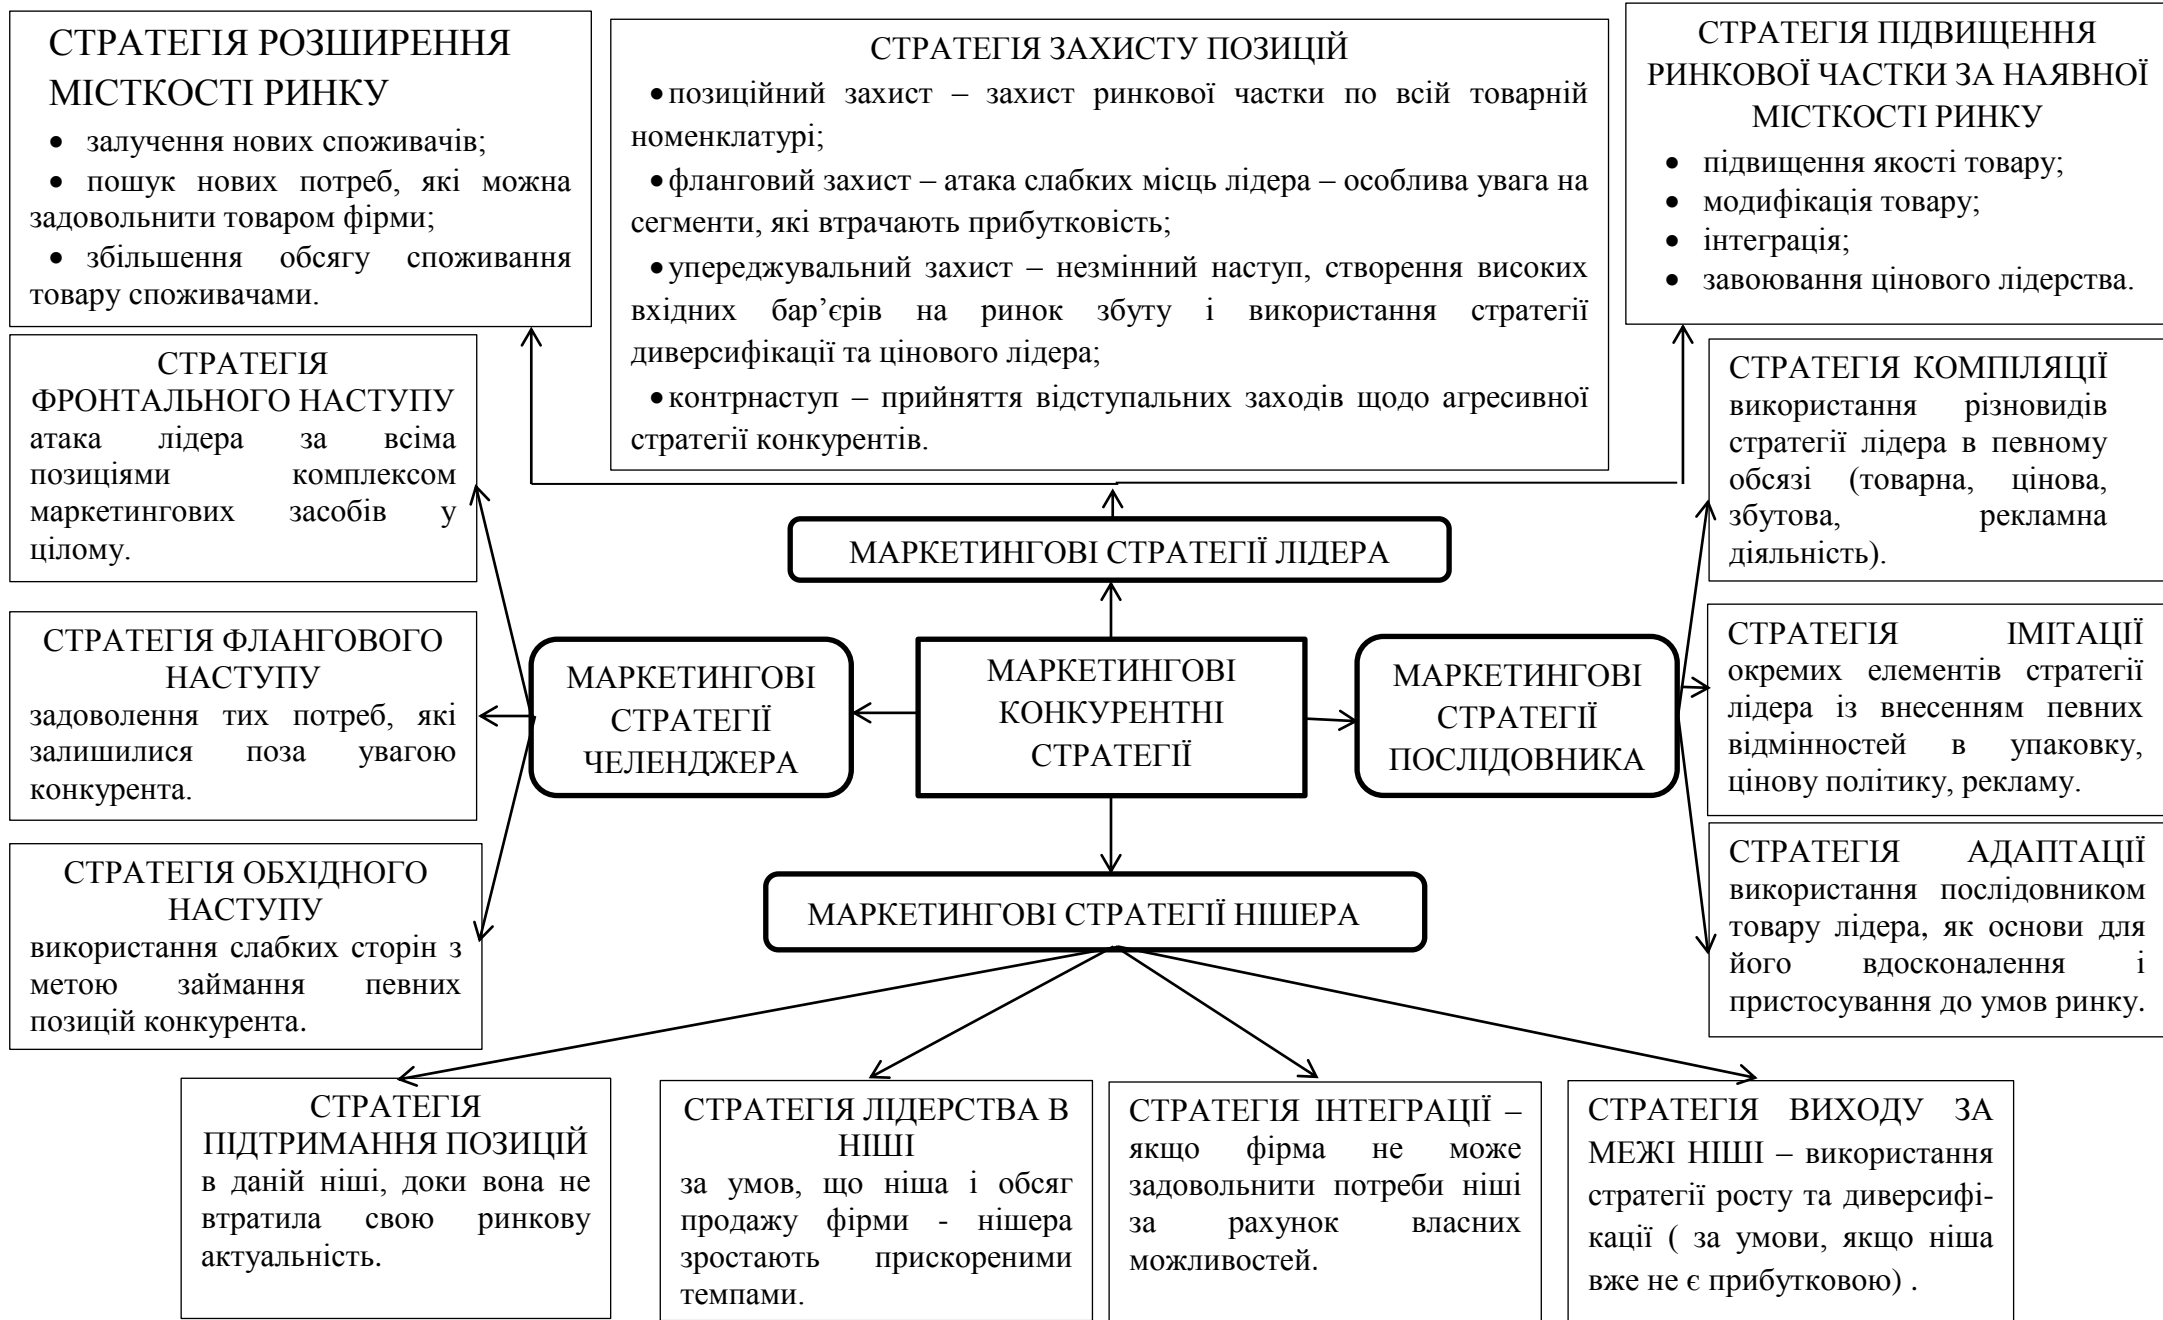 СТРАТЕГІЯ РОЗШИРЕННЯ
МІСТКОСТІ РИНКУ
• залучення нових споживачів;
• пошук нових потреб, які можна
задовольнити товаром фірми;
• збільшення обсягу споживання
товару споживачами.
СТРАТЕГІЯ ЗАХИСТУ ПОЗИЦІЙ
• позиційний захист – захист ринкової частки по всій товарній
номенклатурі;
• фланговий захист – атака слабких місць лідера – особлива увага на
сегменти, які втрачають прибутковість;
• упереджувальний захист – незмінний наступ, створення високих
вхідних бар’єрів на ринок збуту і використання стратегії
диверсифікації та цінового лідера;
• контрнаступ – прийняття відступальних заходів щодо агресивної
стратегії конкурентів.
СТРАТЕГІЯ ПІДВИЩЕННЯ
РИНКОВОЇ ЧАСТКИ ЗА НАЯВНОЇ
МІСТКОСТІ РИНКУ
• підвищення якості товару;
• модифікація товару;
• інтеграція;
• завоювання цінового лідерства.
СТРАТЕГІЯ
ФРОНТАЛЬНОГО НАСТУПУ
атака лідера за всіма
позиціями комплексом
маркетингових засобів у
цілому.
СТРАТЕГІЯ КОМПІЛЯЦІЇ
використання різновидів
стратегії лідера в певному
обсязі (товарна, цінова,
збутова, рекламна
діяльність).
МАРКЕТИНГОВІ СТРАТЕГІЇ ЛІДЕРА
СТРАТЕГІЯ ФЛАНГОВОГО
НАСТУПУ
задоволення тих потреб, які
залишилися поза увагою
конкурента.
МАРКЕТИНГОВІ
СТРАТЕГІЇ
ЧЕЛЕНДЖЕРА
МАРКЕТИНГОВІ
КОНКУРЕНТНІ
СТРАТЕГІЇ
МАРКЕТИНГОВІ
СТРАТЕГІЇ
ПОСЛІДОВНИКА
СТРАТЕГІЯ ІМІТАЦІЇ
окремих елементів стратегії
лідера із внесенням певних
відмінностей в упаковку,
цінову політику, рекламу.
СТРАТЕГІЯ ОБХІДНОГО
НАСТУПУ
використання слабких сторін з
метою займання певних
позицій конкурента.
МАРКЕТИНГОВІ СТРАТЕГІЇ НІШЕРА
СТРАТЕГІЯ АДАПТАЦІЇ
використання послідовником
товару лідера, як основи для
його вдосконалення і
пристосування до умов ринку.
СТРАТЕГІЯ
ПІДТРИМАННЯ ПОЗИЦІЙ
в даній ніші, доки вона не
втратила свою ринкову
актуальність.
СТРАТЕГІЯ ЛІДЕРСТВА В
НІШІ
за умов, що ніша і обсяг
продажу фірми - нішера
зростають прискореними
темпами.
СТРАТЕГІЯ ІНТЕГРАЦІЇ –
якщо фірма не може
задовольнити потреби ніші
за рахунок власних
можливостей.
СТРАТЕГІЯ ВИХОДУ ЗА
МЕЖІ НІШІ – використання
стратегії росту та диверсифі-
кації ( за умови, якщо ніша
вже не є прибутковою) .